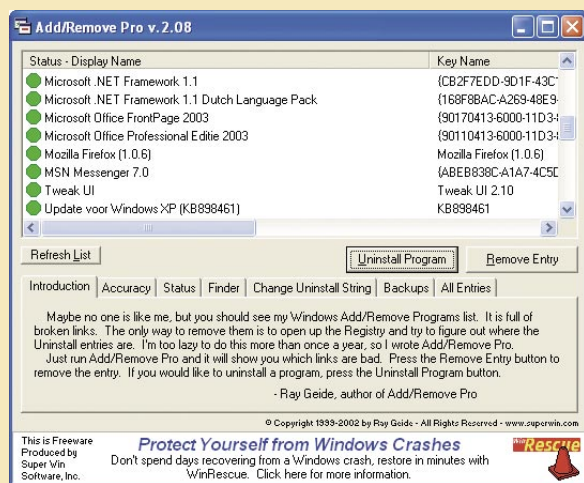 Add/Remove Pro v.2.08
Status - Display Name Key Name
Microsoft .NET Framework 1.1 {CB2F7EDD-9D1F-43C1
Microsoft .NET Framework 1.1 Dutch Language Pack {168F8BAC-A269-48E9-
Microsoft Office FrontPage 2003 {90170413-6000-11D3-8
Microsoft Office Professional Editie 2003 {90110413-6000-11D3-8
Mozilla Firefox (1.0.6) Mozilla Firefox (1.0.6)
MSN Messenger 7.0 {ABEB838C-A1A7-4C5D
Tweak UI Tweak UI 2.10
Update voor Windows XP (KB898461) KB898461
Refresh List Uninstall Program Remove Entry
Introduction Accuracy Status Finder Change Uninstall String Backups All Entries
Maybe no one is like me, but you should see my Windows Add/Remove Programs list. It is full of
broken links. The only way to remove them is to open up the Registry and try to figure out where the
Uninstall entries are. I'm too lazy to do this more than once a year, so I wrote Add/Remove Pro.
Just run Add/Remove Pro and it will show you which links are bad. Press the Remove Entry button to
remove the entry. If you would like to uninstall a program, press the Uninstall Program button.
- Ray Geide, author of Add/Remove Pro
© Copyright 1999-2002 by Ray Geide - All Rights Reserved - www.superwin.com
This is Freeware
Produced by
Super Win
Software, Inc.
Protect Yourself from Windows Crashes
Don't spend days recovering from a Windows crash, restore in minutes with
WinRescue. Click here for more information.
WinRescue